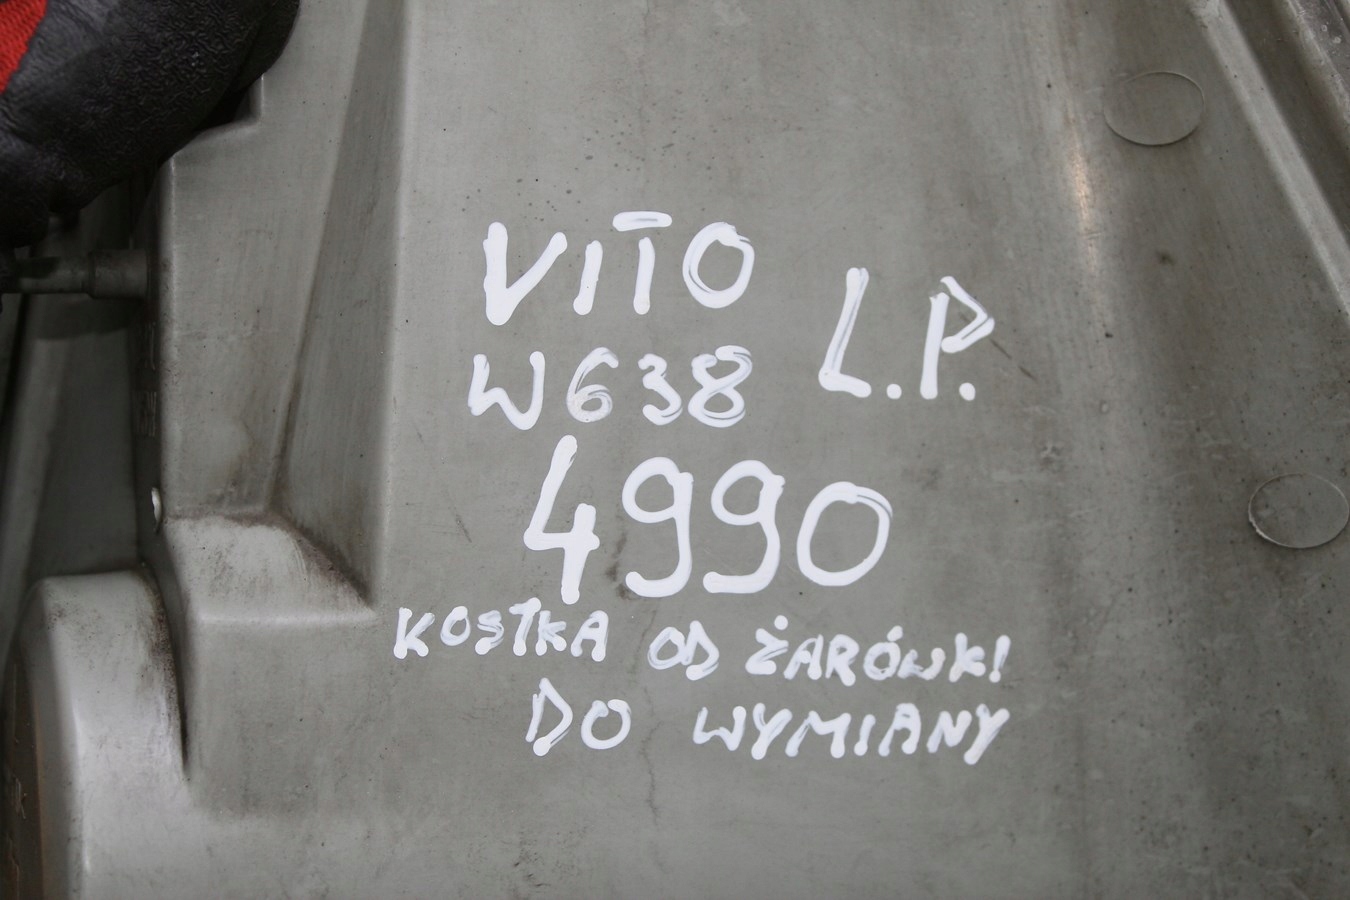 VITO
L.P.
W638
4990
KOSTKA OD ŻARÓWKI
DO WYMIANY